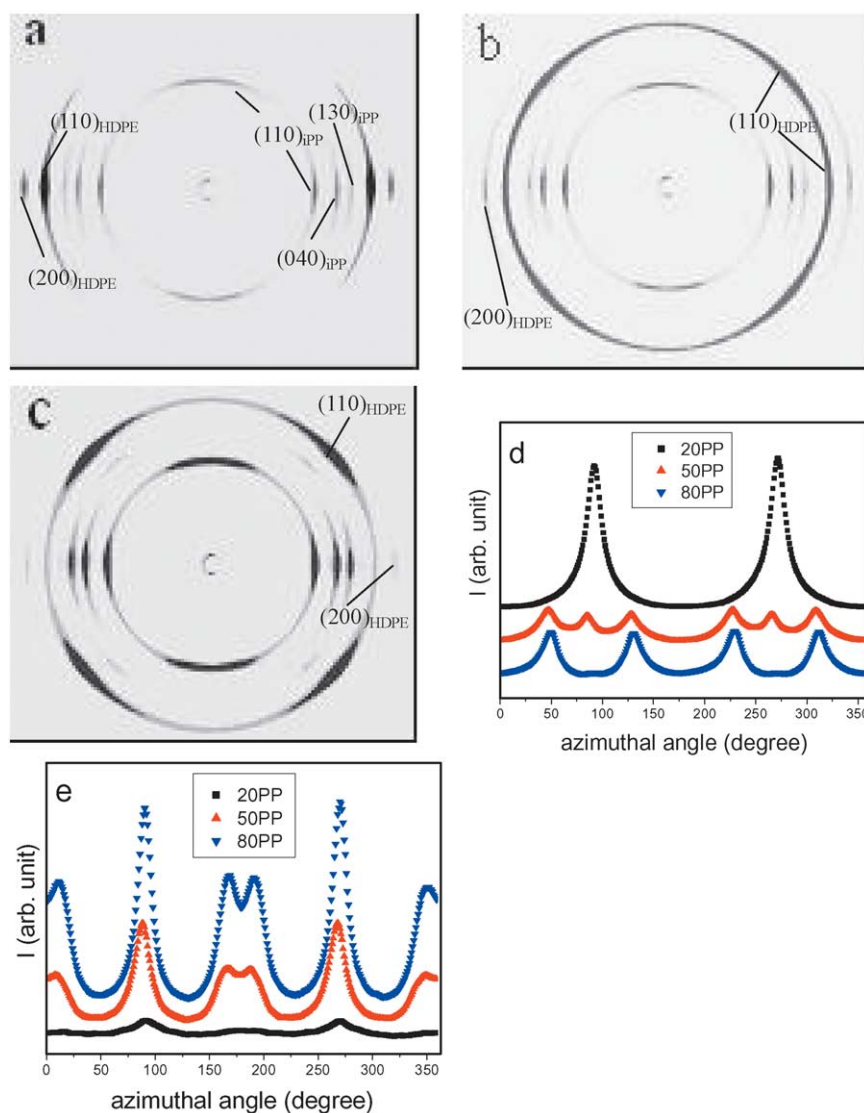 a
(110)HDPE
(130)iPP
(110)iPP
(040)iPP
(200)HDPE
b
(110)HDPE
(200)HDPE
c
(110)HDPE
(200)HDPE
d
20PP
50PP
80PP
I (arb. unit)
0 50 100 150 200 250 300 350
azimuthal angle (degree)
e
20PP
50PP
80PP
I (arb. unit)
0 50 100 150 200 250 300 350
azimuthal angle (degree)